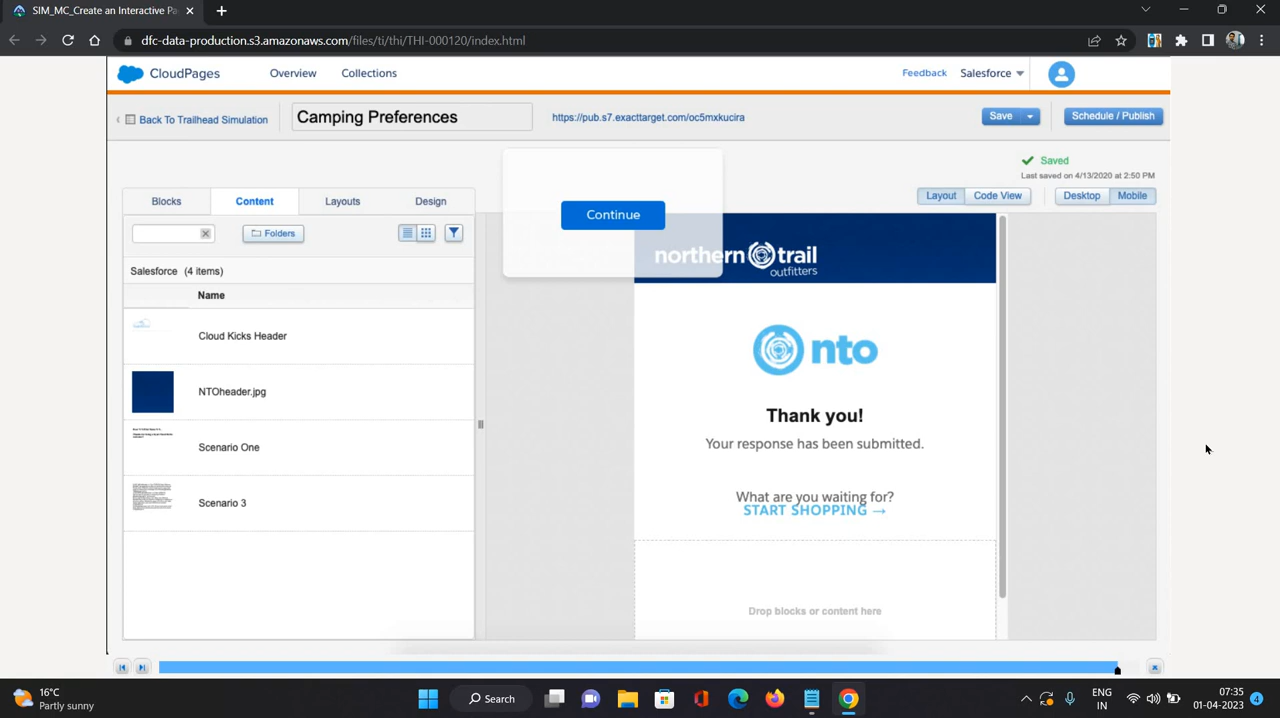 SIM_MC_Create an Interactive Pa
dfc-data-production.s3.amazonaws.com/files/ti/thi/THI-000120/index.html
CloudPages
Overview
Collections
Feedback
Salesforce
Back To Trailhead Simulation
Camping Preferences
https://pub.s7.exacttarget.com/oc5mxkucira
Save
Schedule / Publish
Saved
Last saved on 4/13/2020 at 2:50 PM
Blocks
Content
Layouts
Design
Layout
Code View
Desktop
Mobile
Continue
Folders
Salesforce (4 items)
Name
Cloud Kicks Header
NTOheader.jpg
Scenario One
Scenario 3
northern trail
outfitters
nto
Thank you!
Your response has been submitted.
What are you waiting for?
START SHOPPING →
Drop blocks or content here
16°C
Partly sunny
Search
ENG
IN
07:35
01-04-2023
4